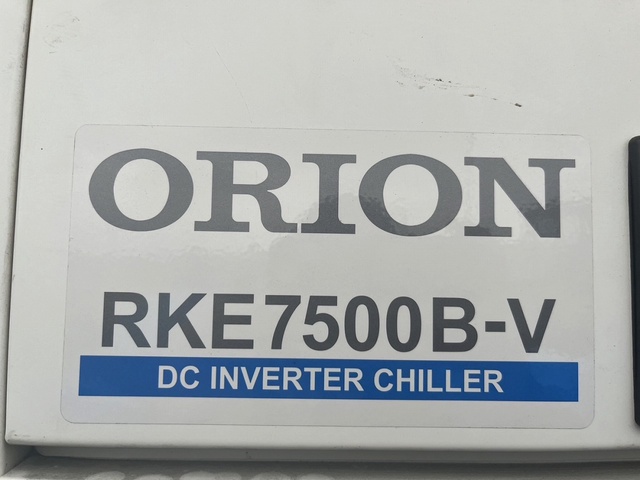 ORION
RKE7500B-V
DC INVERTER CHILLER